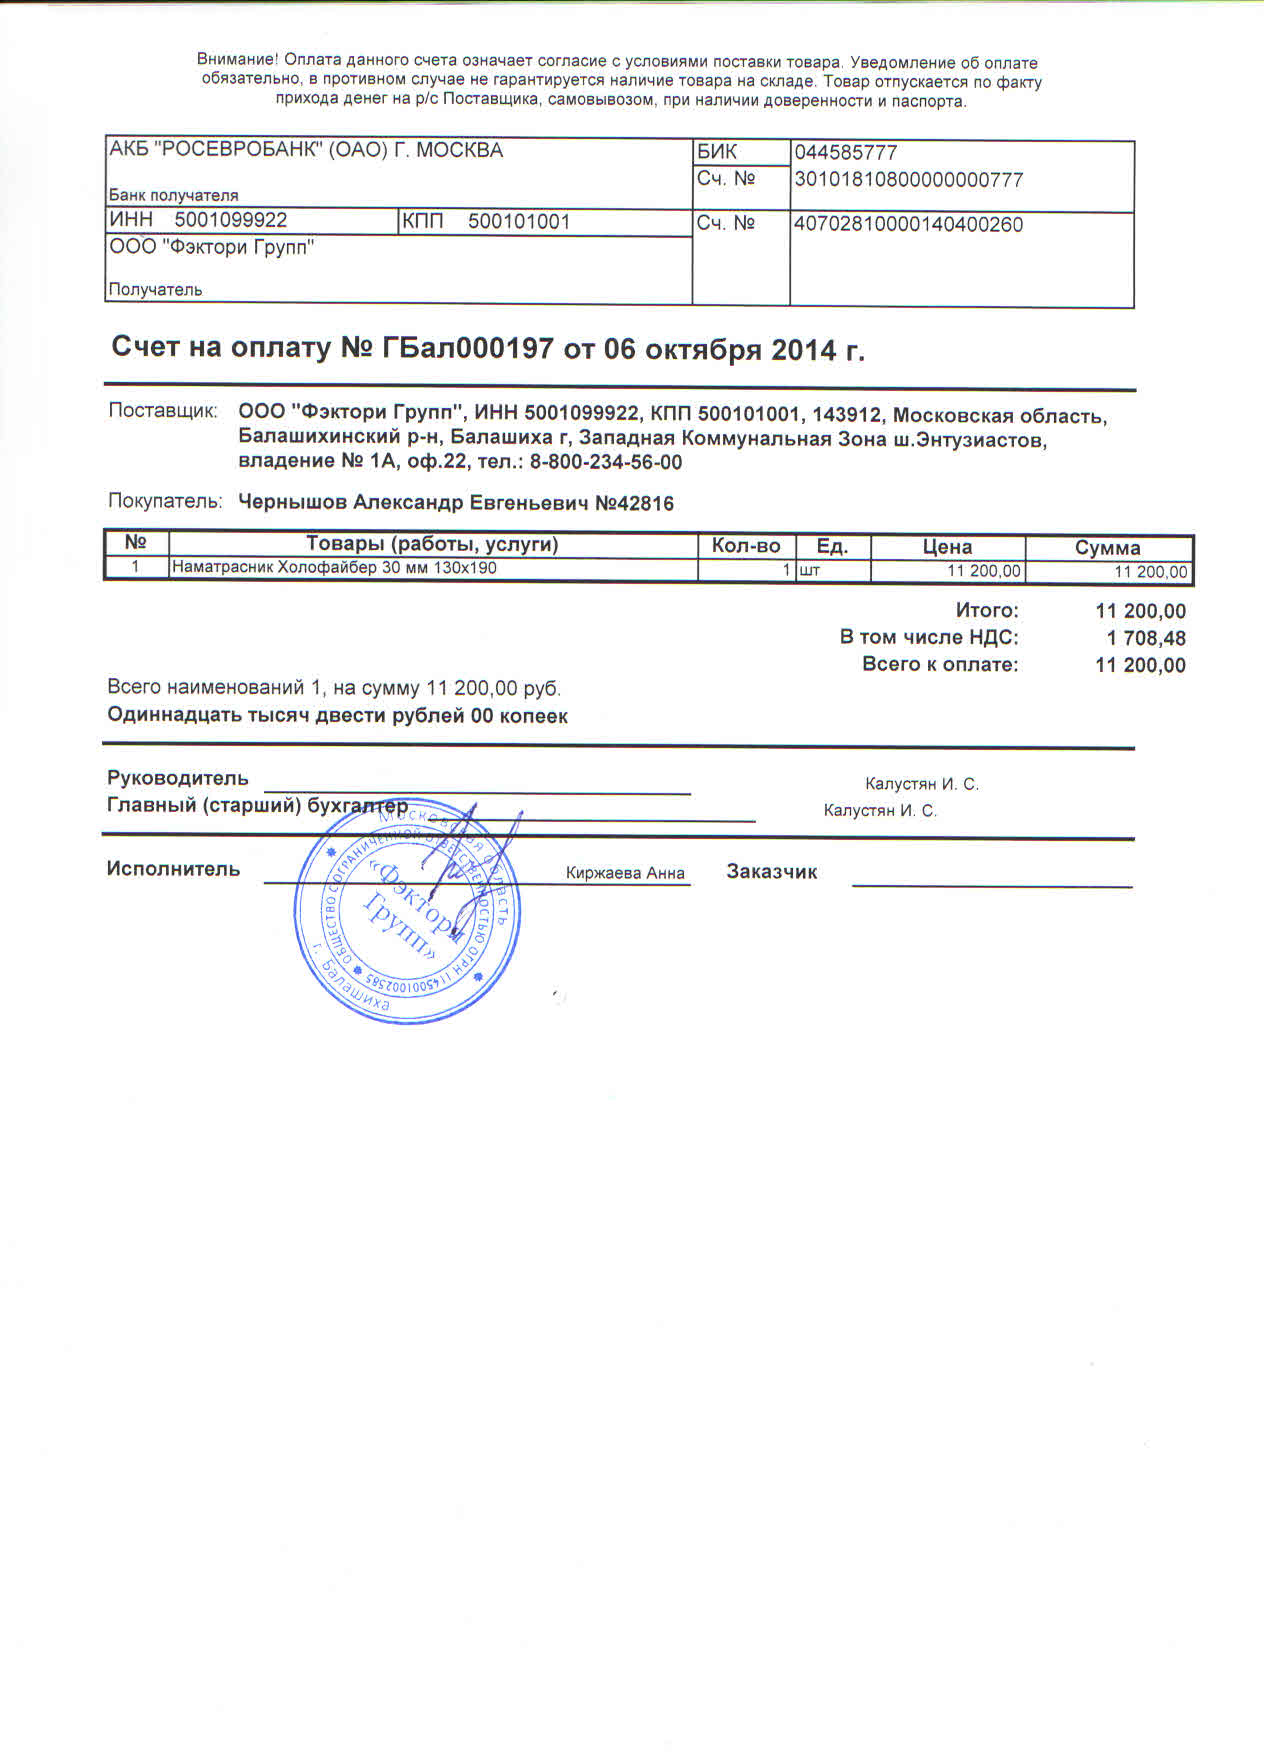 Внимание! Оплата данного счета означает согласие с условиями поставки товара. Уведомление об оплате
обязательно, в противном случае не гарантируется наличие товара на складе. Товар отпускается по факту
прихода денег на р/с Поставщика, самовывозом, при наличии доверенности и паспорта.
АКБ "РОСЕВРОБАНК" (ОАО) Г. МОСКВА БИК 044585777
Сч. № 30101810800000000777
Банк получателя
ИНН 5001099922 КПП 500101001 Сч. № 40702810000140400260
ООО "Фэктори Групп"
Получатель
Счет на оплату № ГБал000197 от 06 октября 2014 г.
Поставщик: ООО "Фэктори Групп", ИНН 5001099922, КПП 500101001, 143912, Московская область,
Балашихинский р-н, Балашиха г, Западная Коммунальная Зона ш.Энтузиастов,
владение № 1А, оф.22, тел.: 8-800-234-56-00
Покупатель: Чернышов Александр Евгеньевич №42816
№ Товары (работы, услуги) Кол-во Ед. Цена Сумма
1 Наматрасник Холофайбер 30 мм 130х190 1 шт 11 200,00 11 200,00
Итого: 11 200,00
В том числе НДС: 1 708,48
Всего к оплате: 11 200,00
Всего наименований 1, на сумму 11 200,00 руб.
Одиннадцать тысяч двести рублей 00 копеек
Руководитель Калустян И. С.
Главный (старший) бухгалтер Калустян И. С.
Исполнитель Киржаева Анна Заказчик
Московская область
г. Балашиха
ОБЩЕСТВО С ОГРАНИЧЕННОЙ ОТВЕТСТВЕННОСТЬЮ ОГРН 1145001002585
«Фэктори
Групп»